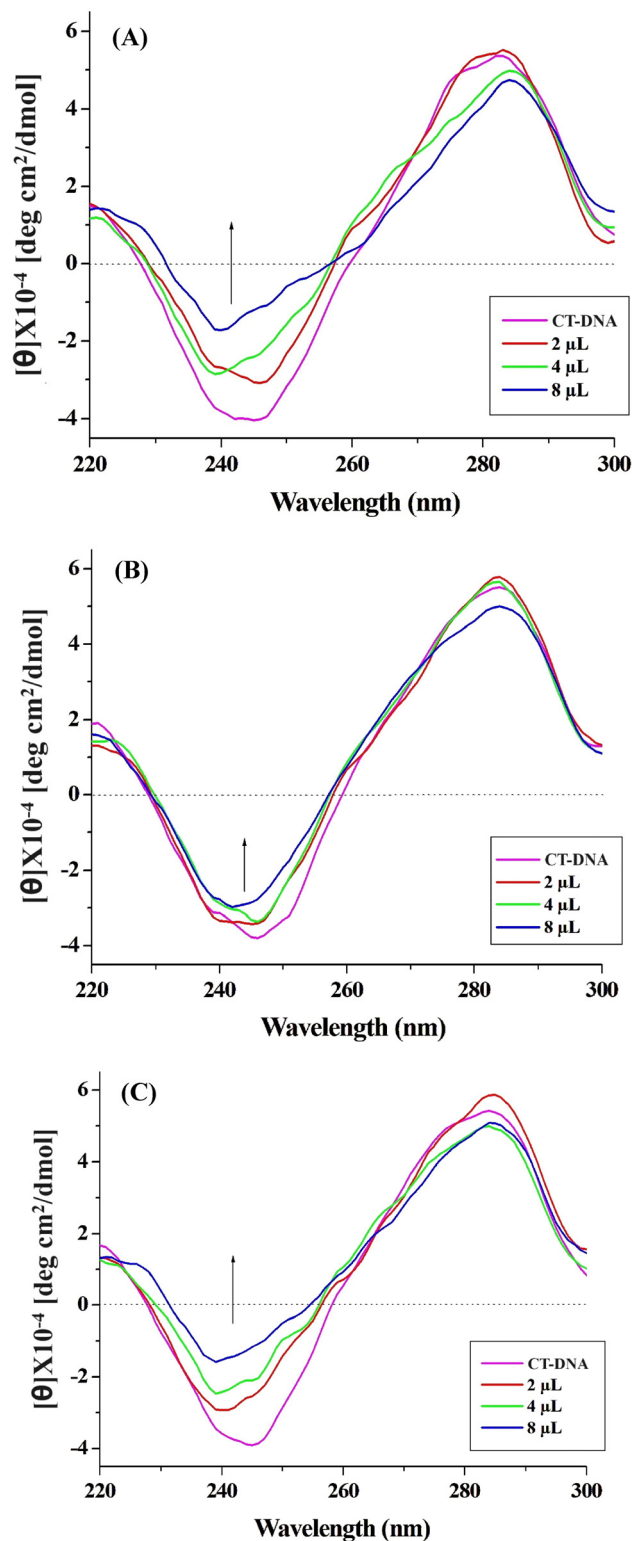 (A)
6
4
2
0
-2
-4
[θ]X10⁻⁴ [deg cm²/dmol]
CT-DNA
2 µL
4 µL
8 µL
220 240 260 280 300
Wavelength (nm)
(B)
6
4
2
0
-2
-4
[θ]X10⁻⁴ [deg cm²/dmol]
CT-DNA
2 µL
4 µL
8 µL
220 240 260 280 300
Wavelength (nm)
(C)
6
4
2
0
-2
-4
[θ]X10⁻⁴ [deg cm²/dmol]
CT-DNA
2 µL
4 µL
8 µL
220 240 260 280 300
Wavelength (nm)